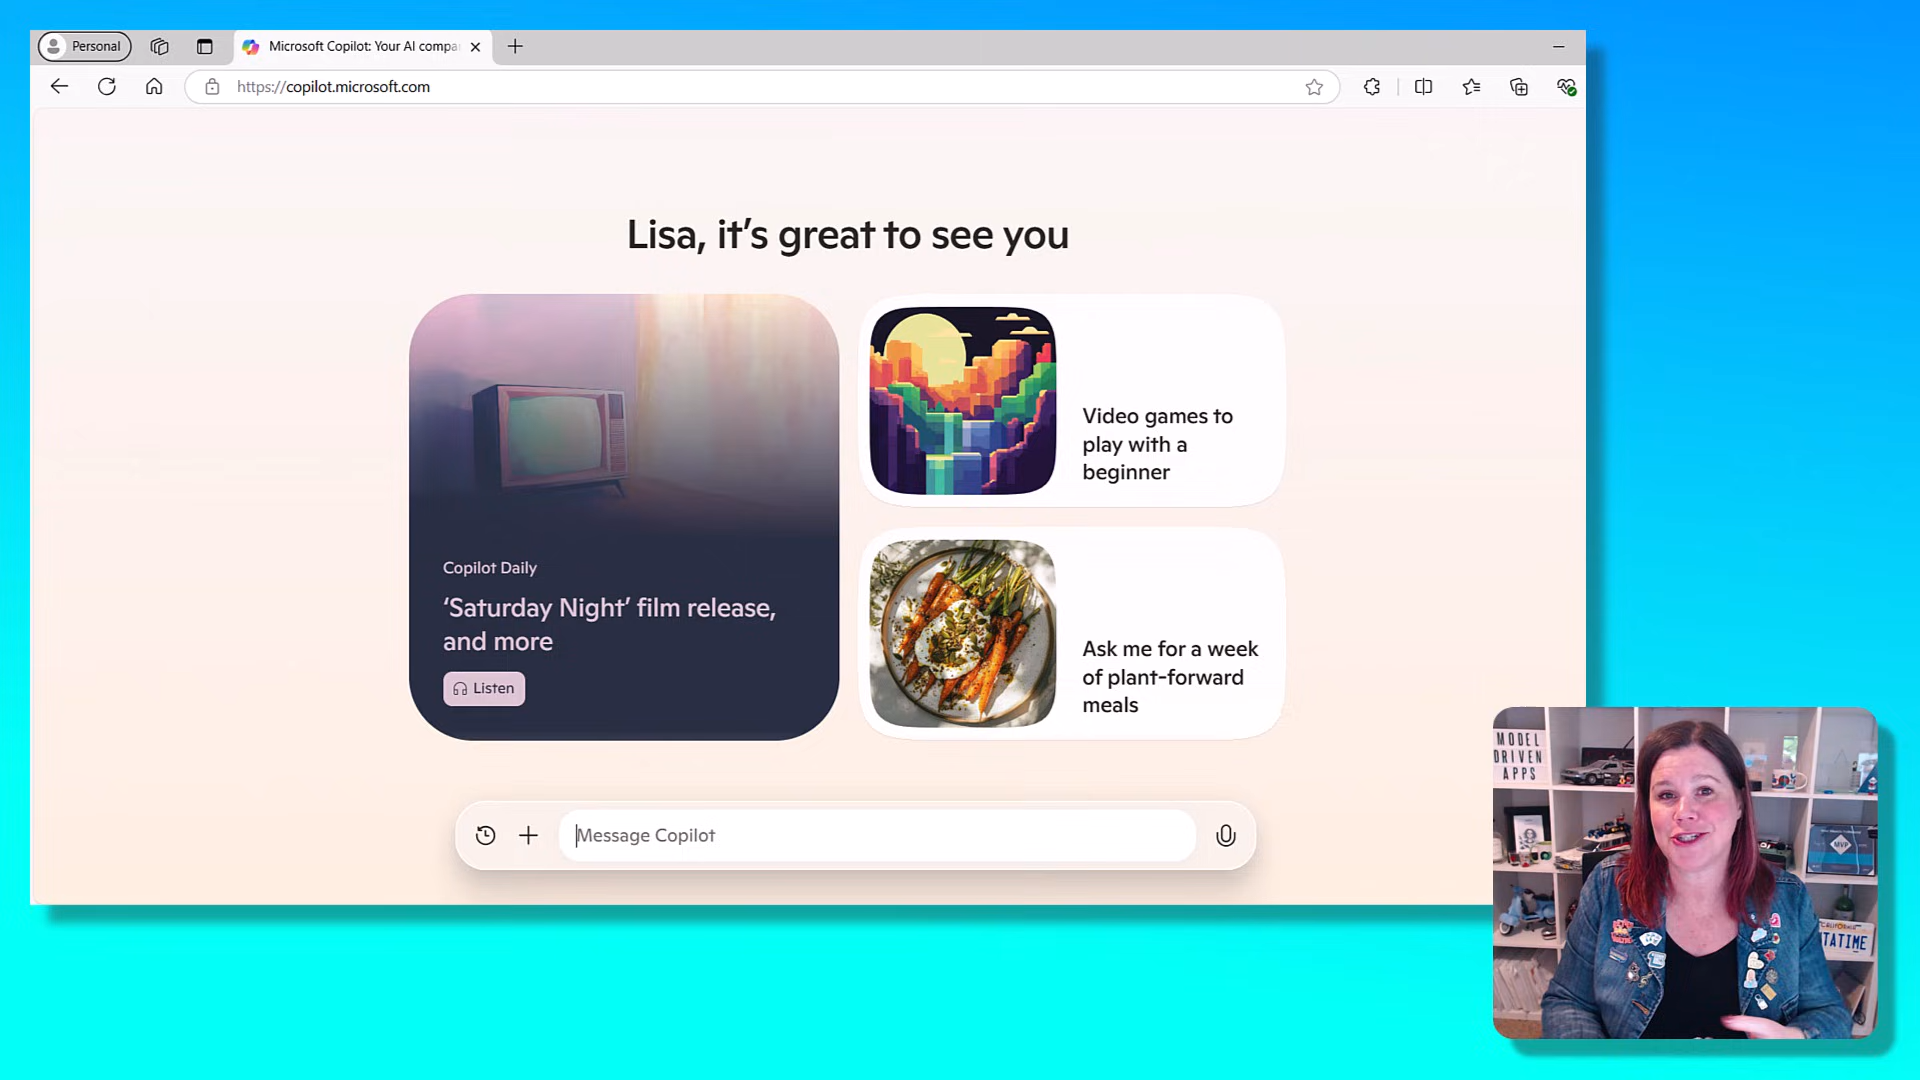 Personal
Microsoft Copilot: Your AI compa
https://copilot.microsoft.com
Lisa, it's great to see you
Copilot Daily
‘Saturday Night’ film release,
and more
Listen
Video games to
play with a
beginner
Ask me for a week
of plant-forward
meals
Message Copilot
MODEL
DRIVEN
APPS
MVP
CALIFORNIA
TATIME